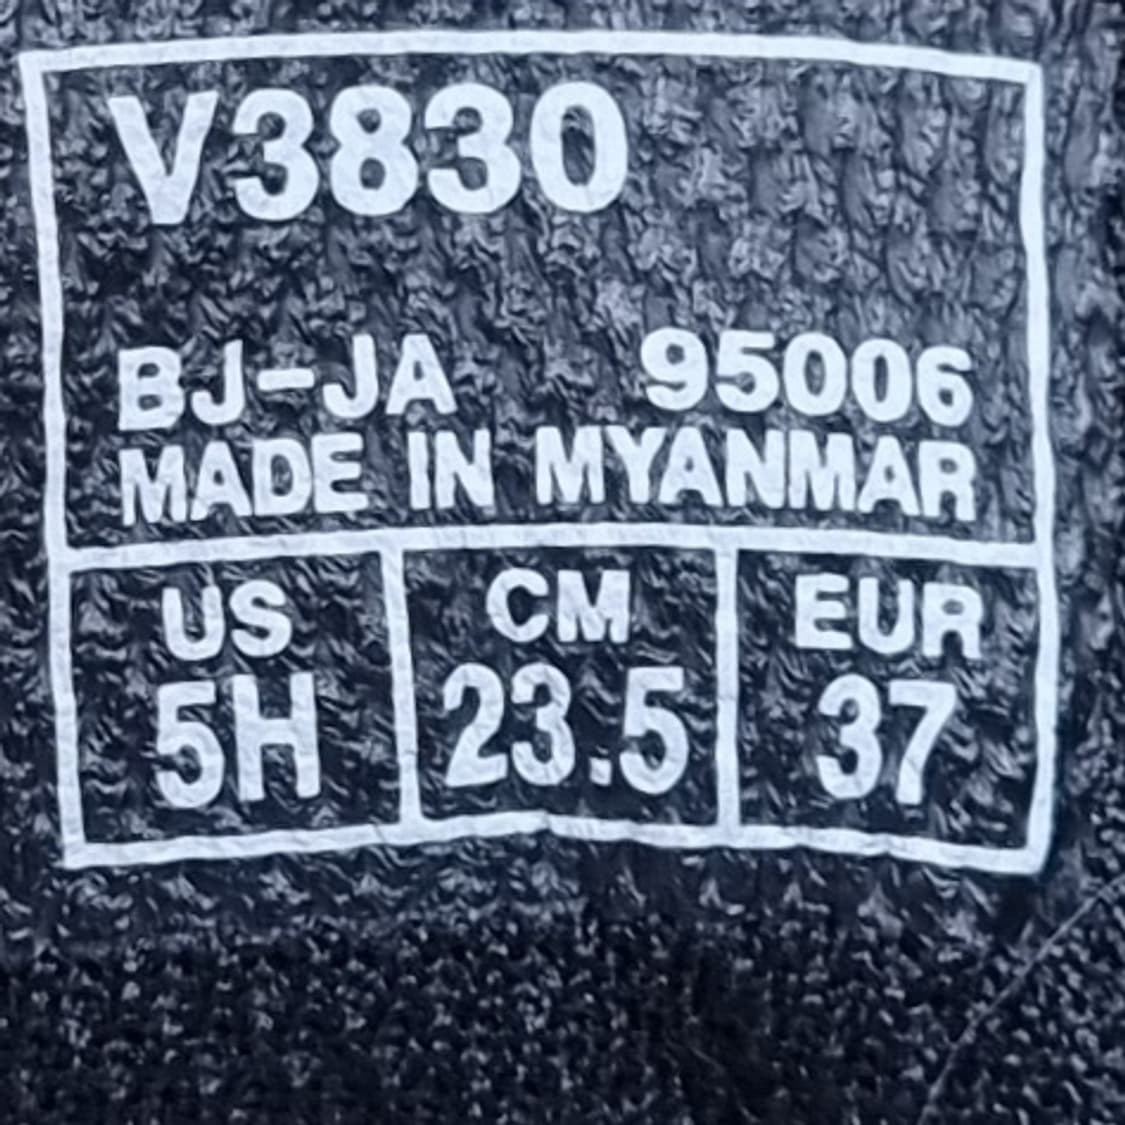 V3830
BJ-JA 95006
MADE IN MYANMAR
US CM EUR
5H 23.5 37